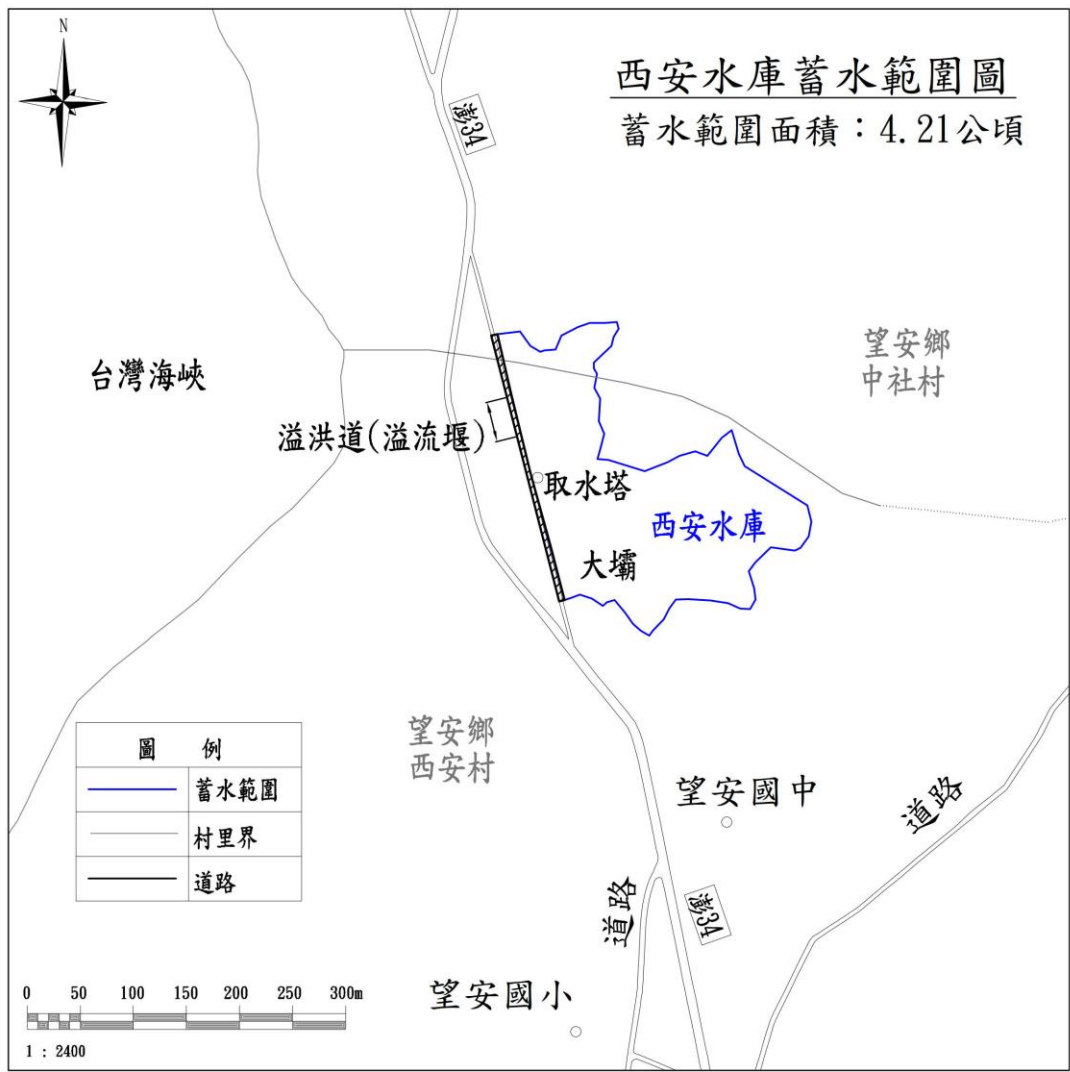 N
西安水庫蓄水範圍圖
蓄水範圍面積：4.21公頃
澎34
望安鄉
中社村
台灣海峽
溢洪道(溢流堰)
取水塔
西安水庫
大壩
望安鄉
西安村
圖 例
蓄水範圍
村里界
道路
望安國中
道路
道路
澎34
望安國小
0 50 100 150 200 250 300m
1 : 2400